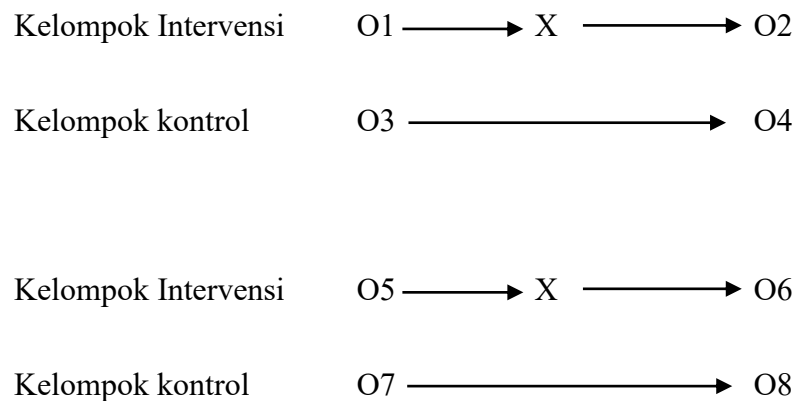 Kelompok Intervensi O1 X O2
Kelompok kontrol O3 O4
Kelompok Intervensi O5 X O6
Kelompok kontrol O7 O8